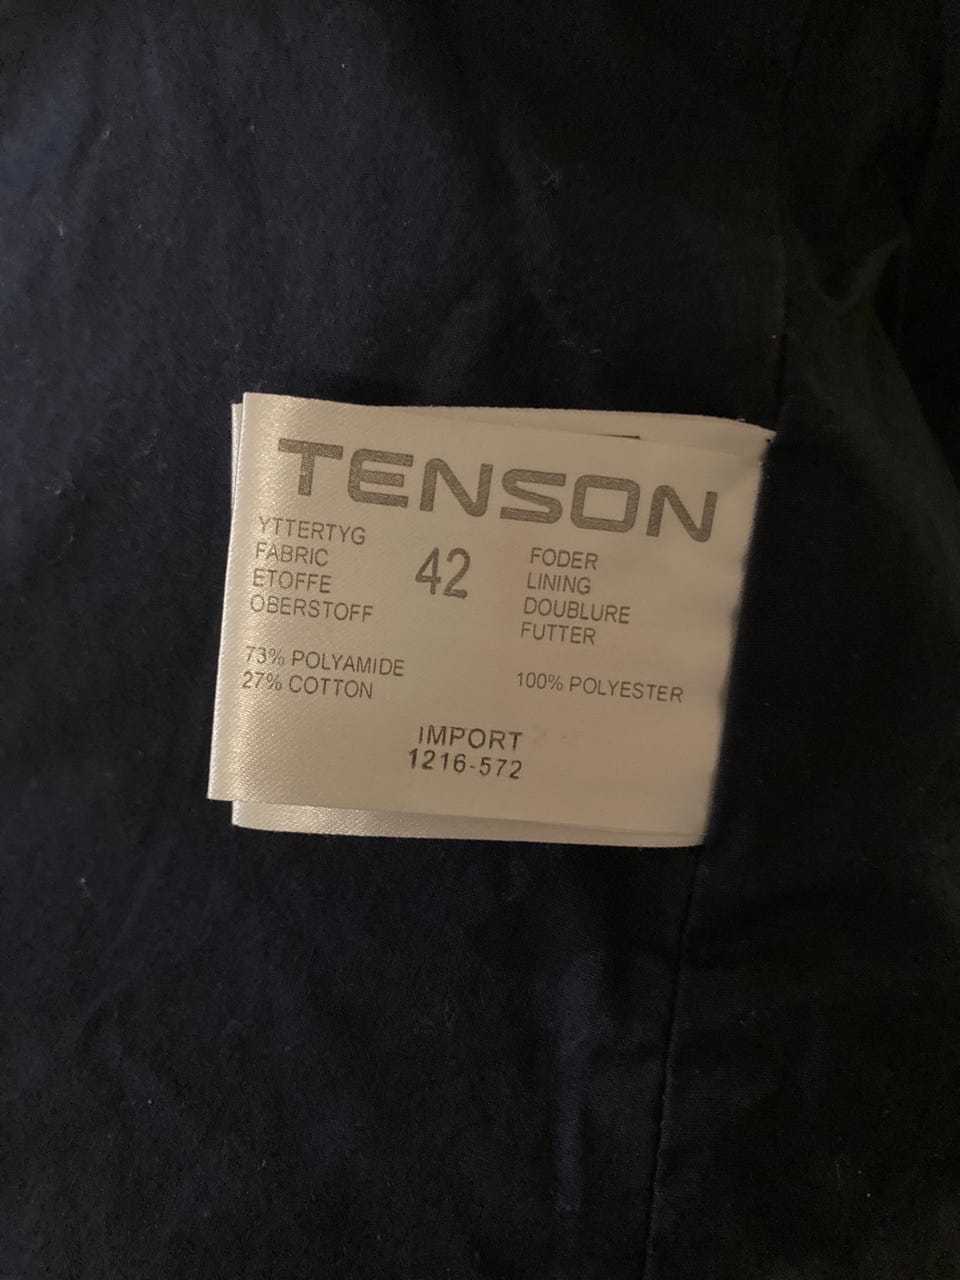 TENSON
YTTERTYG
FABRIC
ETOFFE
OBERSTOFF
42
FODER
LINING
DOUBLURE
FUTTER
73% POLYAMIDE
27% COTTON
100% POLYESTER
IMPORT
1216-572